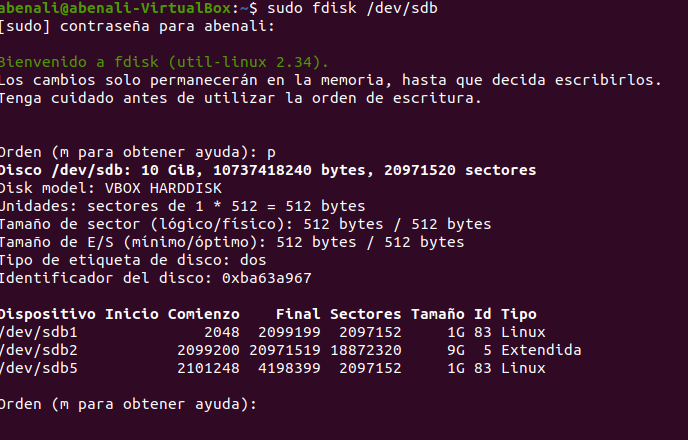 abenali@abenali-VirtualBox:~$ sudo fdisk /dev/sdb
[sudo] contraseña para abenali:
Bienvenido a fdisk (util-linux 2.34).
Los cambios solo permanecerán en la memoria, hasta que decida escribirlos.
Tenga cuidado antes de utilizar la orden de escritura.
Orden (m para obtener ayuda): p
Disco /dev/sdb: 10 GiB, 10737418240 bytes, 20971520 sectores
Disk model: VBOX HARDDISK
Unidades: sectores de 1 * 512 = 512 bytes
Tamaño de sector (lógico/físico): 512 bytes / 512 bytes
Tamaño de E/S (mínimo/óptimo): 512 bytes / 512 bytes
Tipo de etiqueta de disco: dos
Identificador del disco: 0xba63a967
Dispositivo Inicio Comienzo    Final Sectores Tamaño Id Tipo
/dev/sdb1              2048  2099199  2097152     1G 83 Linux
/dev/sdb2           2099200 20971519 18872320     9G  5 Extendida
/dev/sdb5           2101248  4198399  2097152     1G 83 Linux
Orden (m para obtener ayuda):